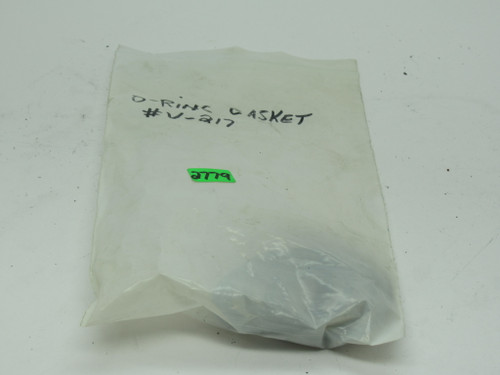 O-RING GASKET
#V-217
2779